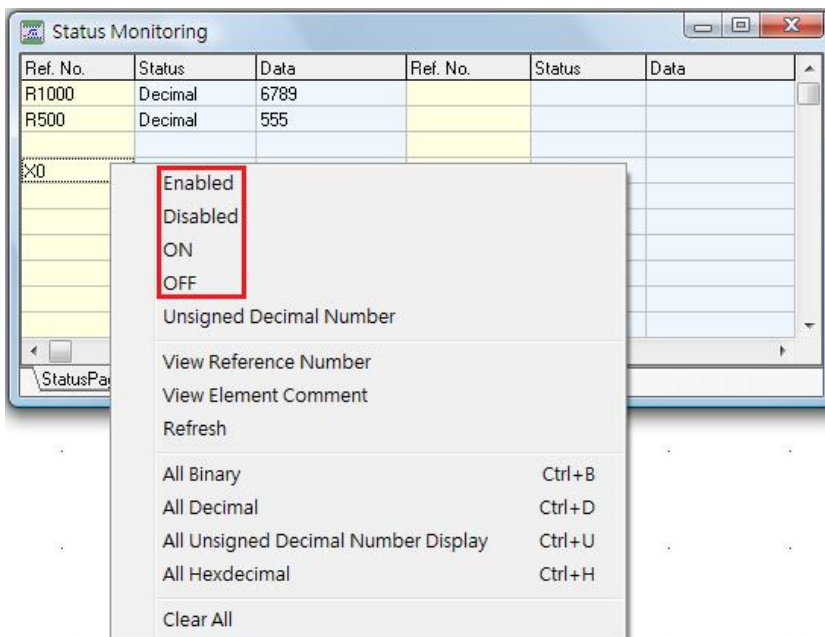 Status Monitoring
Ref. No. Status Data Ref. No. Status Data
R1000 Decimal 6789
R500 Decimal 555
X0
Enabled
Disabled
ON
OFF
Unsigned Decimal Number
View Reference Number
View Element Comment
Refresh
All Binary Ctrl+B
All Decimal Ctrl+D
All Unsigned Decimal Number Display Ctrl+U
All Hexdecimal Ctrl+H
Clear All